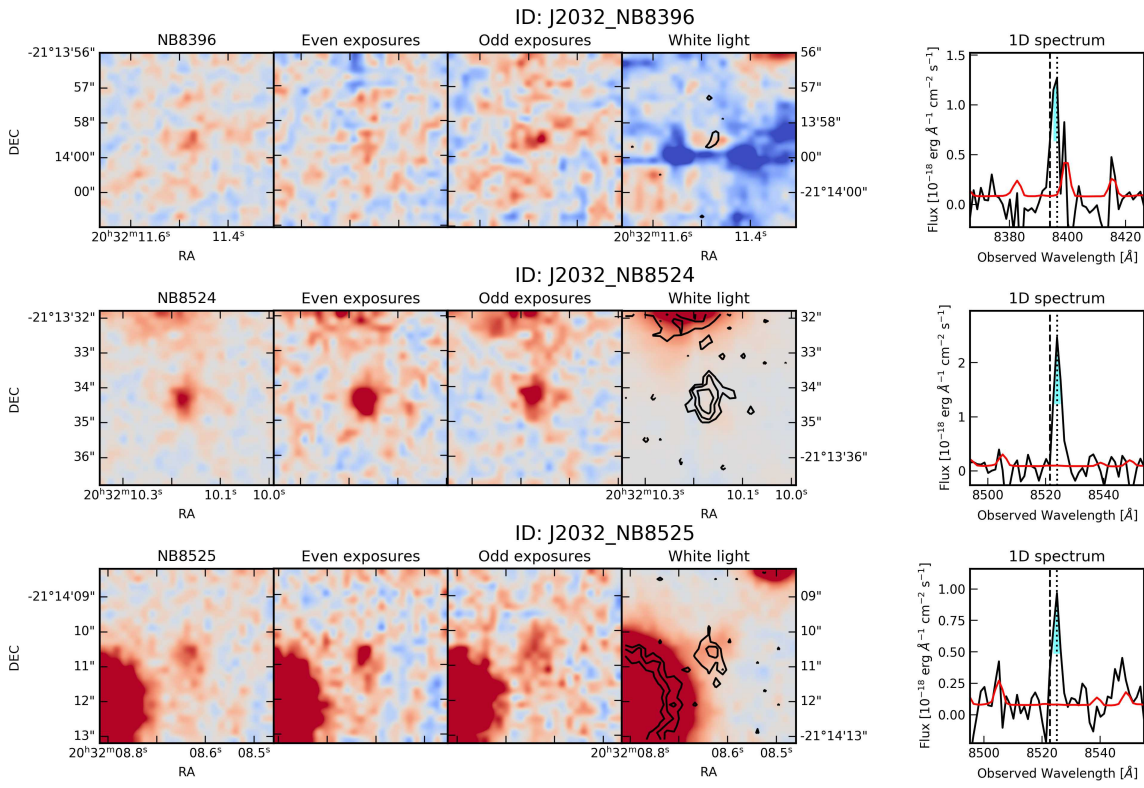 ID: J2032_NB8396
NB8396 Even exposures Odd exposures White light 1D spectrum
-21°13'56" 57" 58" 14'00" 00"
DEC
56" 57" 13'58" 00" -21°14'00"
20ʰ32ᵐ11.6ˢ 11.4ˢ 20ʰ32ᵐ11.6ˢ 11.4ˢ
RA RA RA RA
Flux [10⁻¹⁸ erg Å⁻¹ cm⁻² s⁻¹]
1.5 1.0 0.5 0.0
8380 8400 8420
Observed Wavelength [Å]
ID: J2032_NB8524
NB8524 Even exposures Odd exposures White light 1D spectrum
-21°13'32" 33" 34" 35" 36"
DEC
32" 33" 34" 35" -21°13'36"
20ʰ32ᵐ10.3ˢ 10.1ˢ 10.0ˢ 20ʰ32ᵐ10.3ˢ 10.1ˢ 10.0ˢ
RA RA RA RA
Flux [10⁻¹⁸ erg Å⁻¹ cm⁻² s⁻¹]
2 1 0
8500 8520 8540
Observed Wavelength [Å]
ID: J2032_NB8525
NB8525 Even exposures Odd exposures White light 1D spectrum
-21°14'09" 10" 11" 12" 13"
DEC
09" 10" 11" 12" -21°14'13"
20ʰ32ᵐ08.8ˢ 08.6ˢ 08.5ˢ 20ʰ32ᵐ08.8ˢ 08.6ˢ 08.5ˢ
RA RA RA RA
Flux [10⁻¹⁸ erg Å⁻¹ cm⁻² s⁻¹]
1.00 0.75 0.50 0.25 0.00
8500 8525 8540
Observed Wavelength [Å]